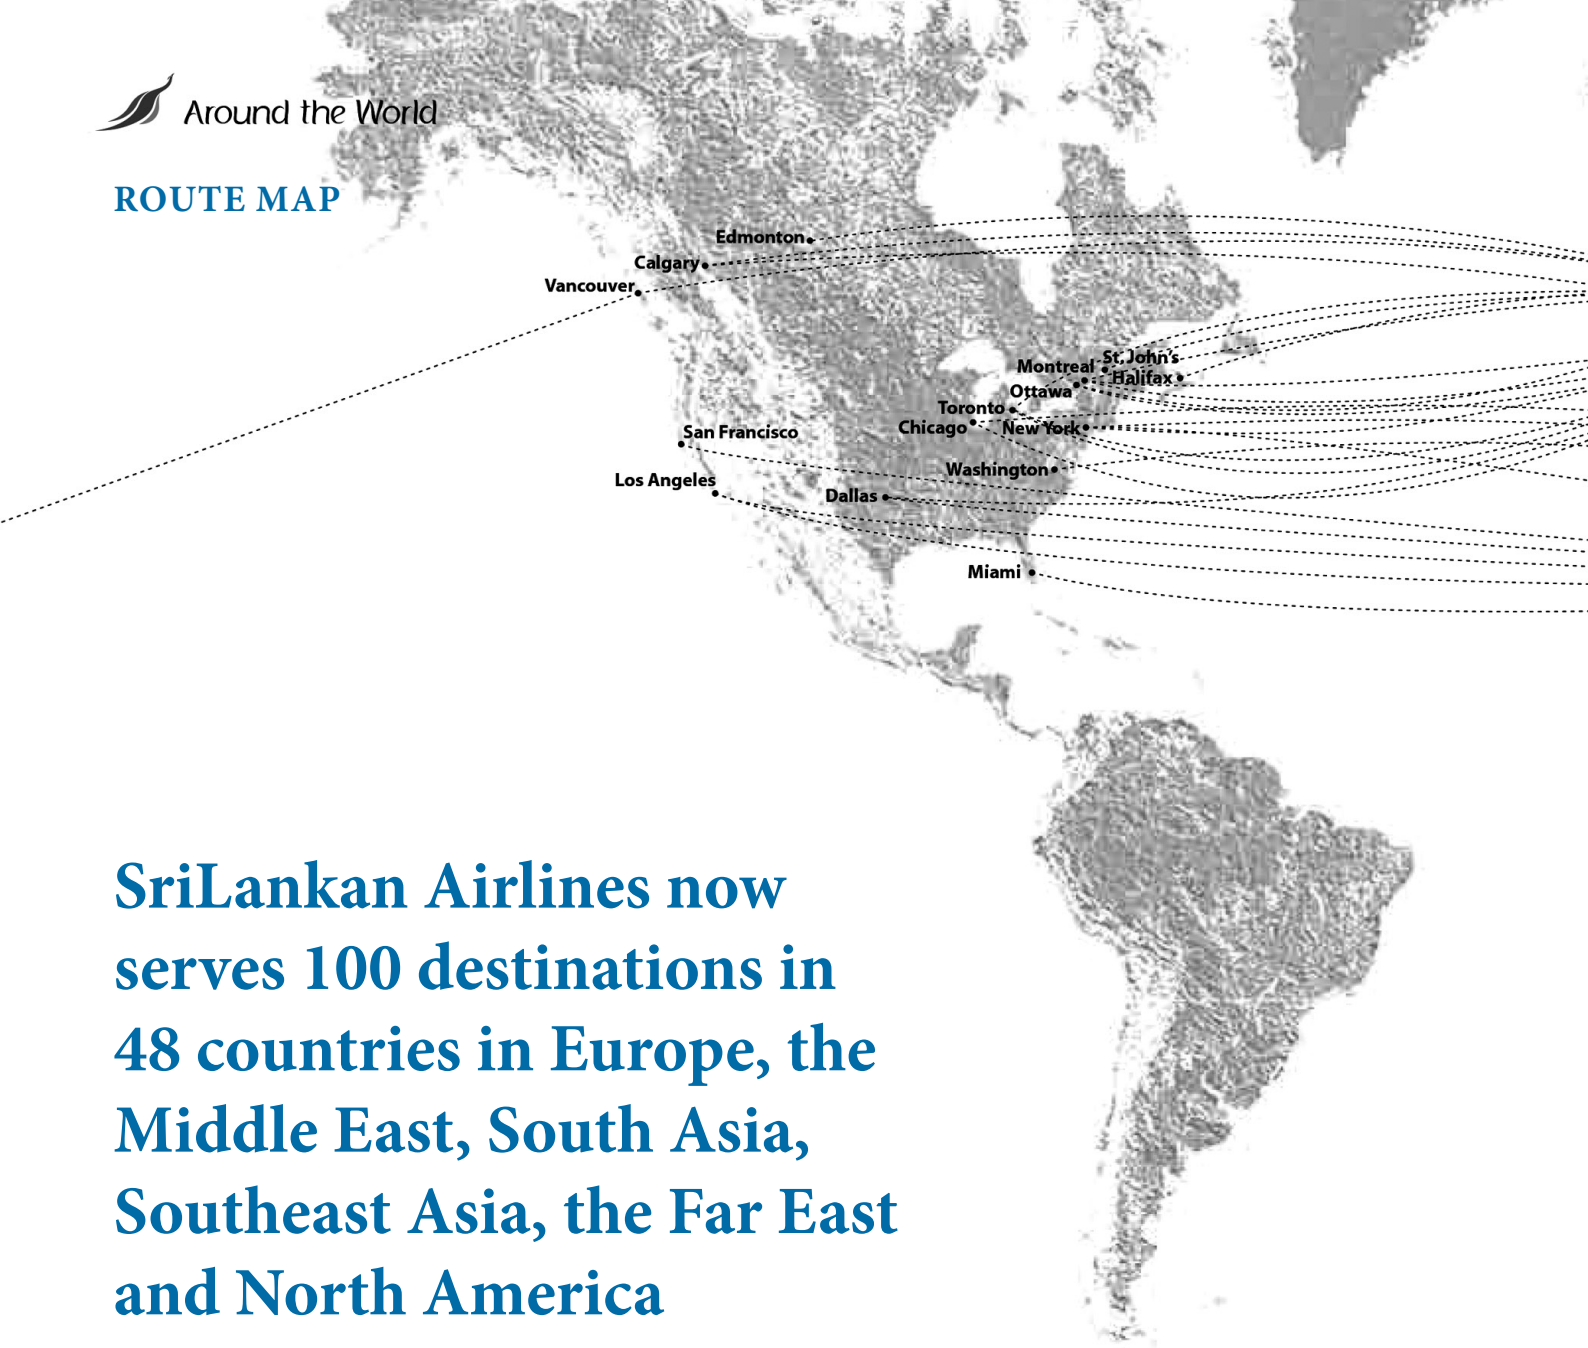 Around the World
ROUTE MAP
Edmonton
Calgary
Vancouver
St. John's
Montreal
Halifax
Ottawa
Toronto
Chicago
New York
San Francisco
Washington
Los Angeles
Dallas
Miami
SriLankan Airlines now
serves 100 destinations in
48 countries in Europe, the
Middle East, South Asia,
Southeast Asia, the Far East
and North America